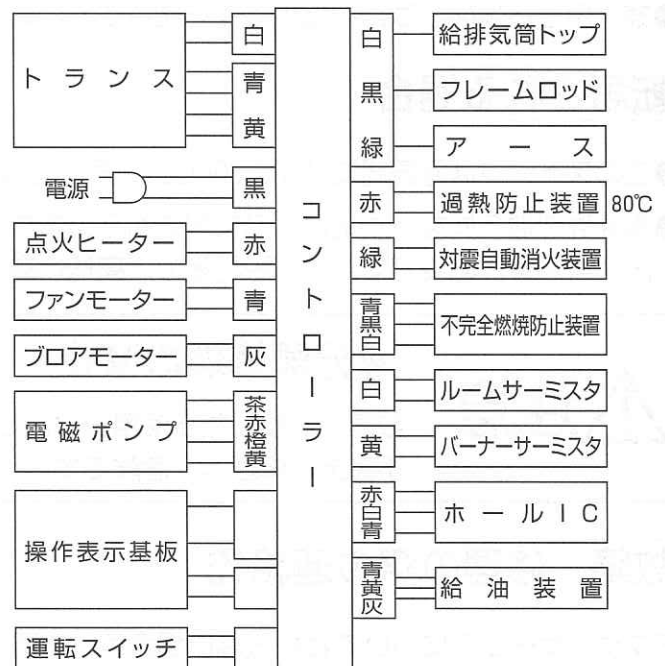 トランス
白
青
黄
電源
黒
点火ヒーター
赤
ファンモーター
青
ブロアモーター
灰
電磁ポンプ
茶
赤
橙
黄
操作表示基板
運転スイッチ
コントローラー
白
給排気筒トップ
黒
フレームロッド
緑
アース
赤
過熱防止装置
80℃
緑
対震自動消火装置
青
黒
白
不完全燃焼防止装置
白
ルームサーミスタ
黄
バーナーサーミスタ
赤
白
青
ホールIC
青
黄
灰
給油装置